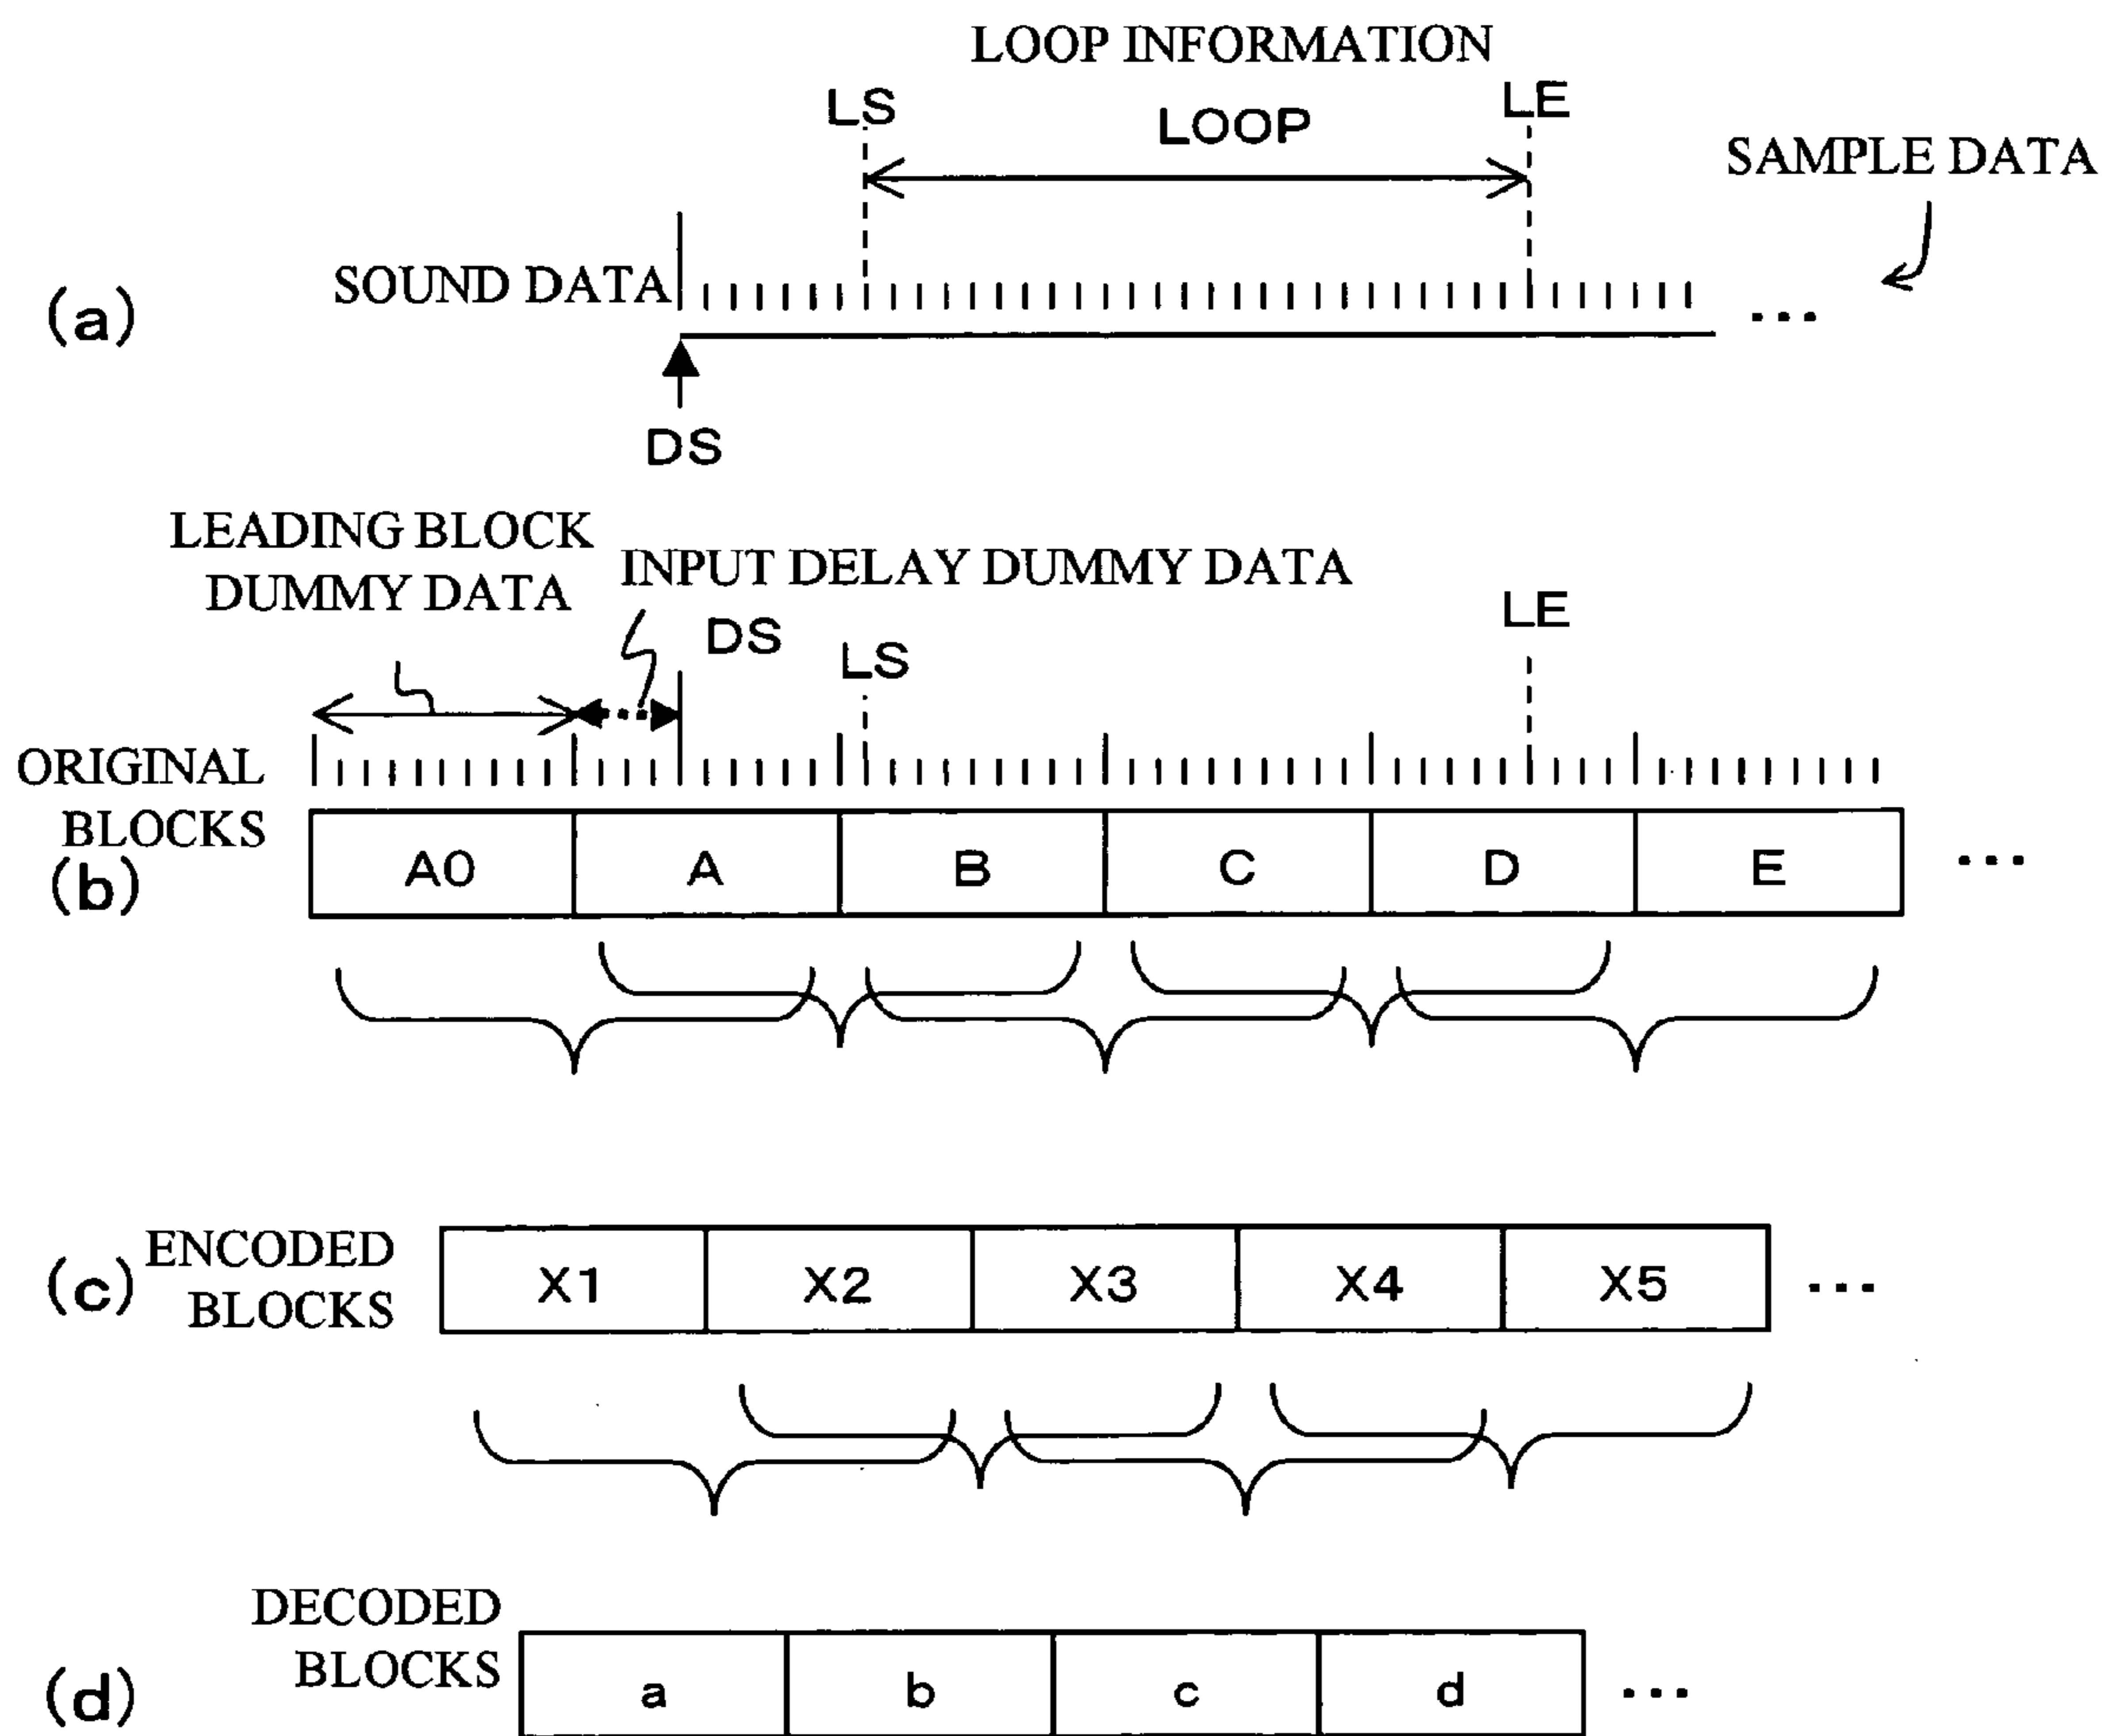 LOOP INFORMATION
LS
LOOP
LE
SAMPLE DATA
(a)
SOUND DATA
...
DS
LEADING BLOCK
DUMMY DATA
INPUT DELAY DUMMY DATA
DS
LS
LE
ORIGINAL
BLOCKS
(b)
A0 A B C D E ...
(c)
ENCODED
BLOCKS
X1 X2 X3 X4 X5 ...
DECODED
BLOCKS
(d)
a b c d ...